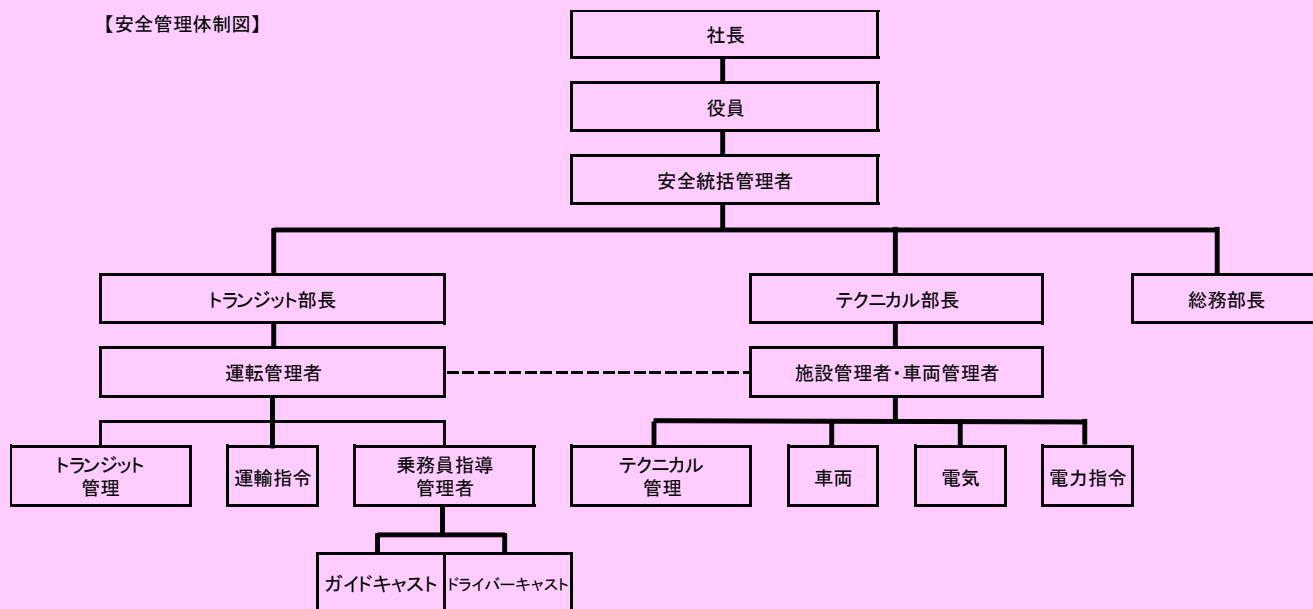 【安全管理体制図】
社長
役員
安全統括管理者
トランジット部長
テクニカル部長
総務部長
運転管理者
施設管理者・車両管理者
トランジット
管理
運輸指令
乗務員指導
管理者
テクニカル
管理
車両
電気
電力指令
ガイドキャスト
ドライバーキャスト